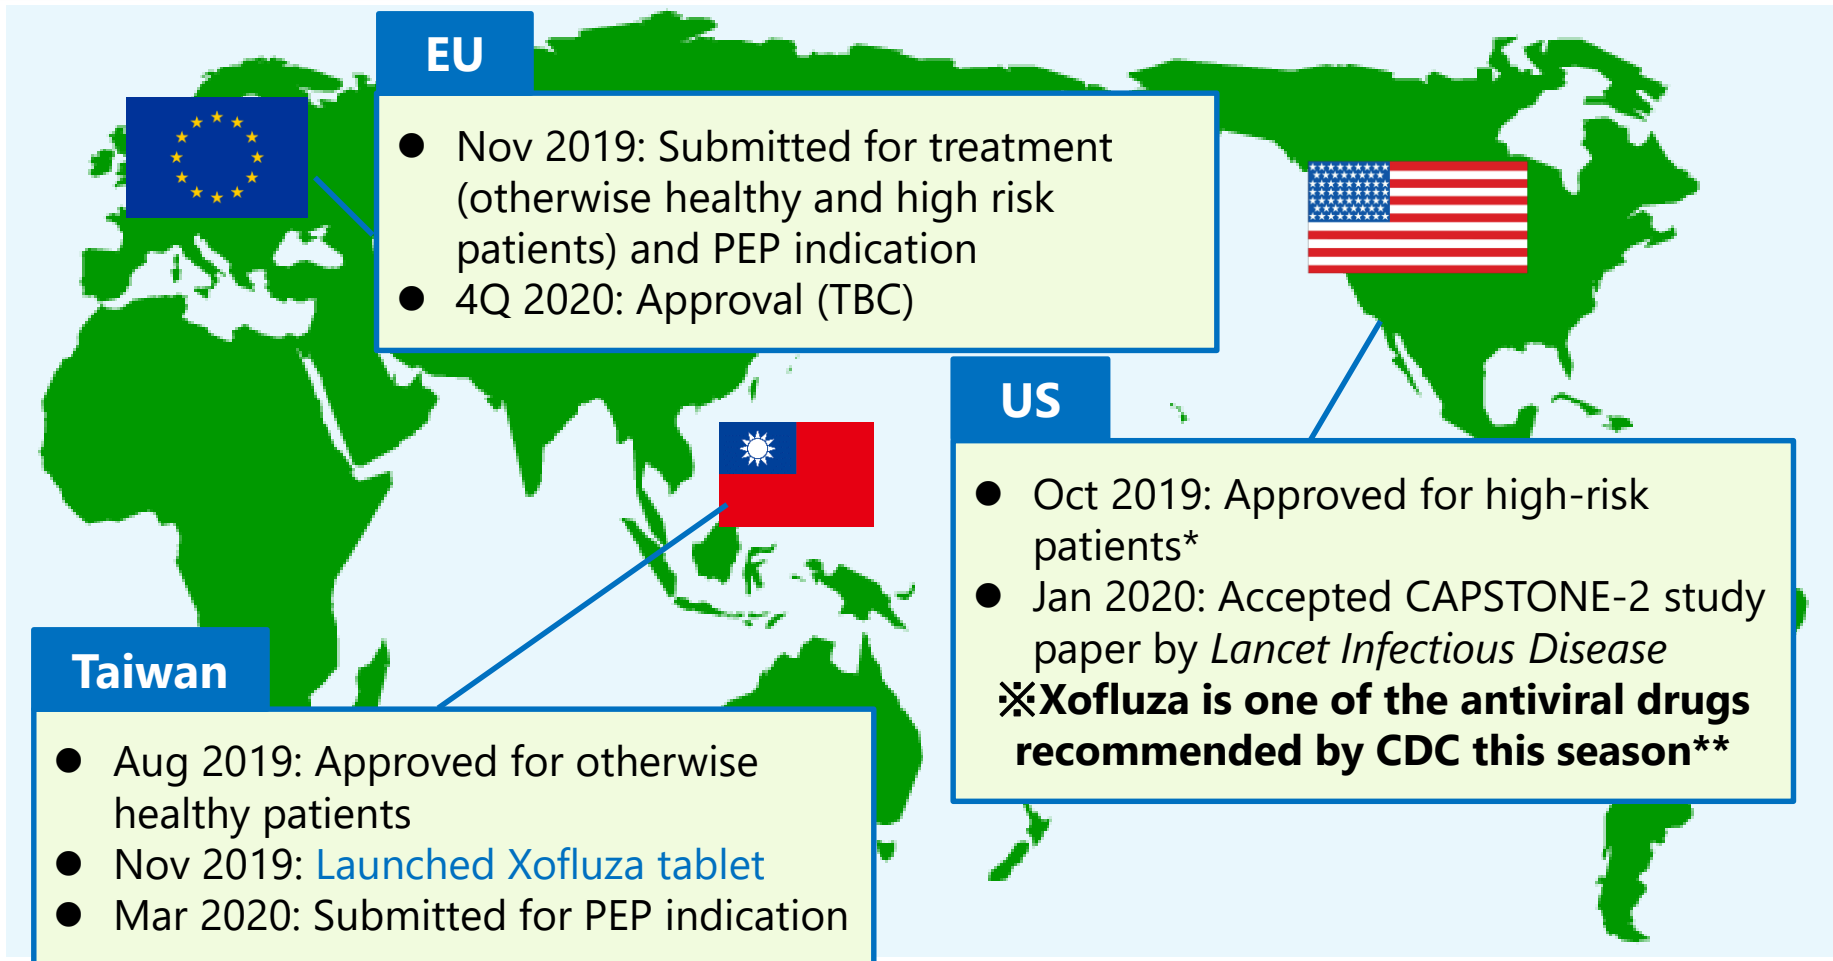 EU
● Nov 2019: Submitted for treatment
(otherwise healthy and high risk
patients) and PEP indication
● 4Q 2020: Approval (TBC)
US
● Oct 2019: Approved for high-risk
patients*
● Jan 2020: Accepted CAPSTONE-2 study
paper by Lancet Infectious Disease
※Xofluza is one of the antiviral drugs
recommended by CDC this season**
Taiwan
● Aug 2019: Approved for otherwise
healthy patients
● Nov 2019: Launched Xofluza tablet
● Mar 2020: Submitted for PEP indication